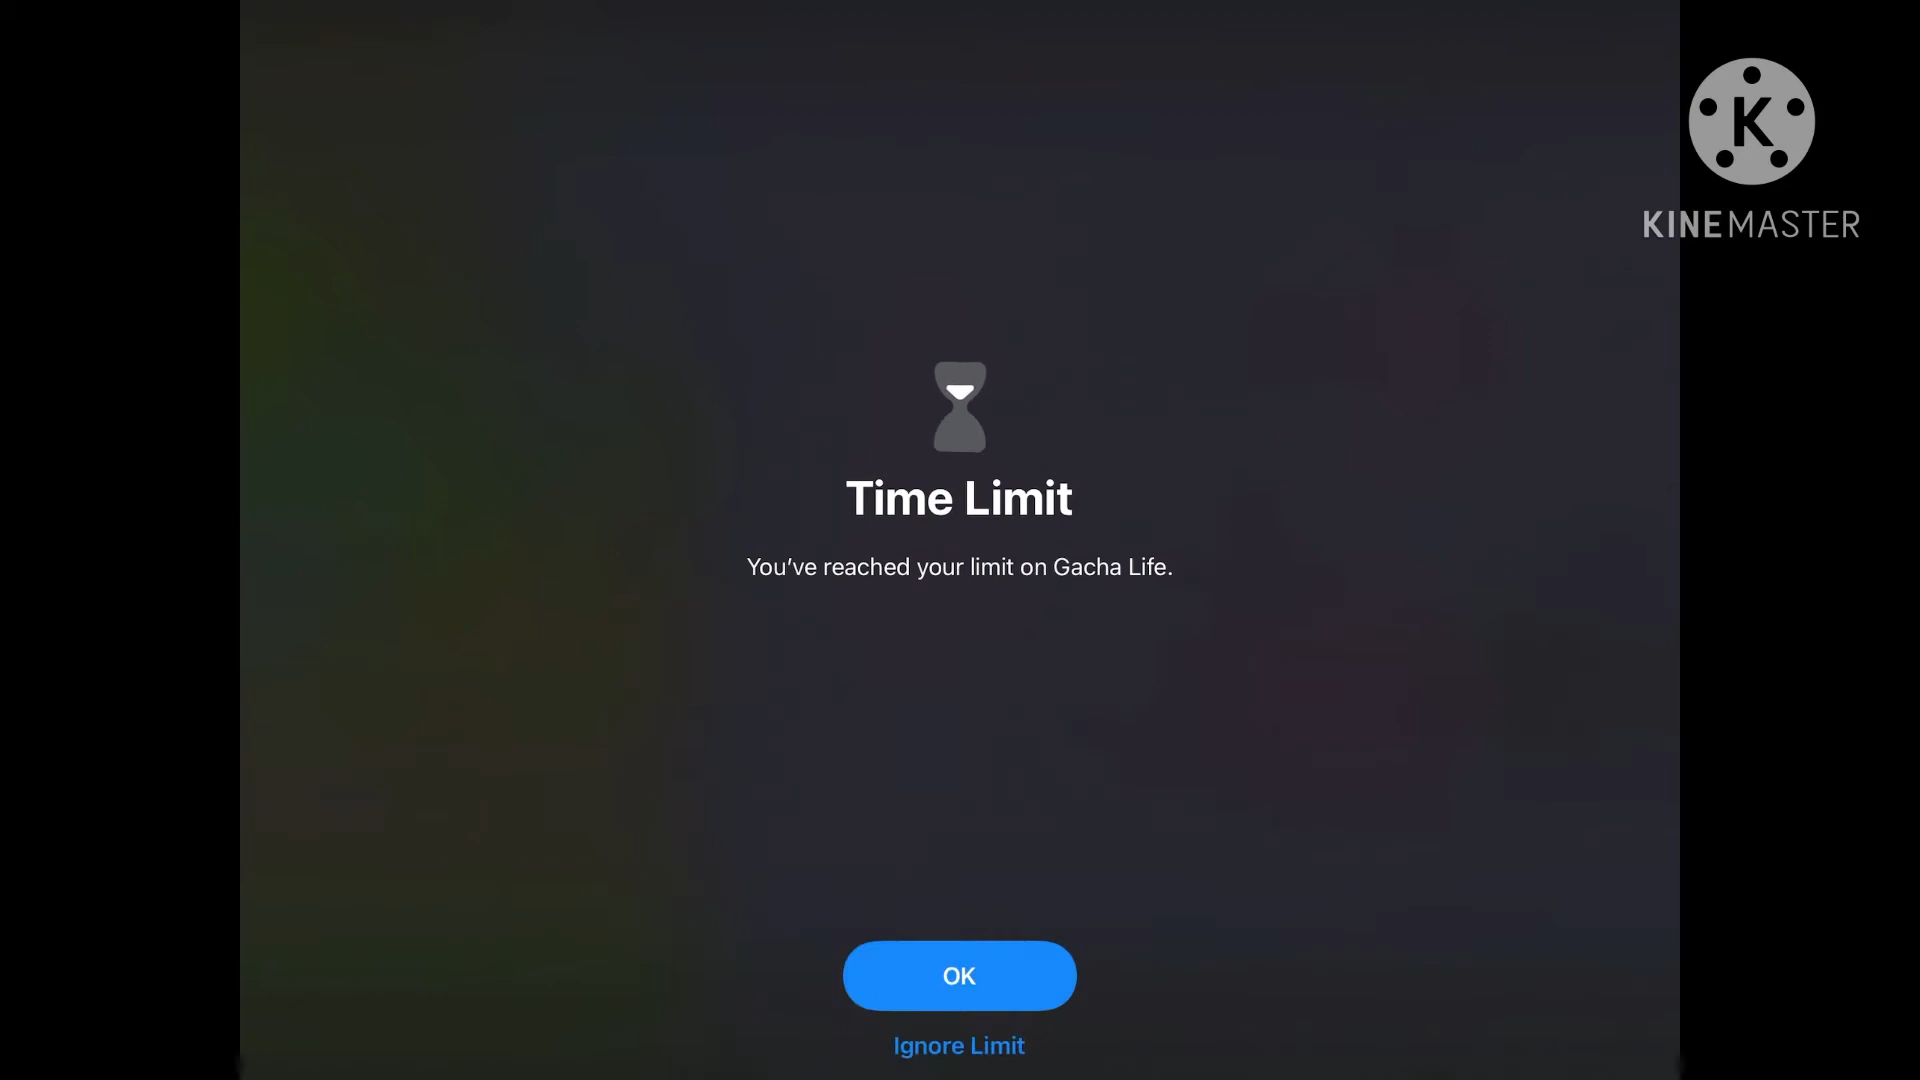 K
KINEMASTER
Time Limit
You’ve reached your limit on Gacha Life.
OK
Ignore Limit